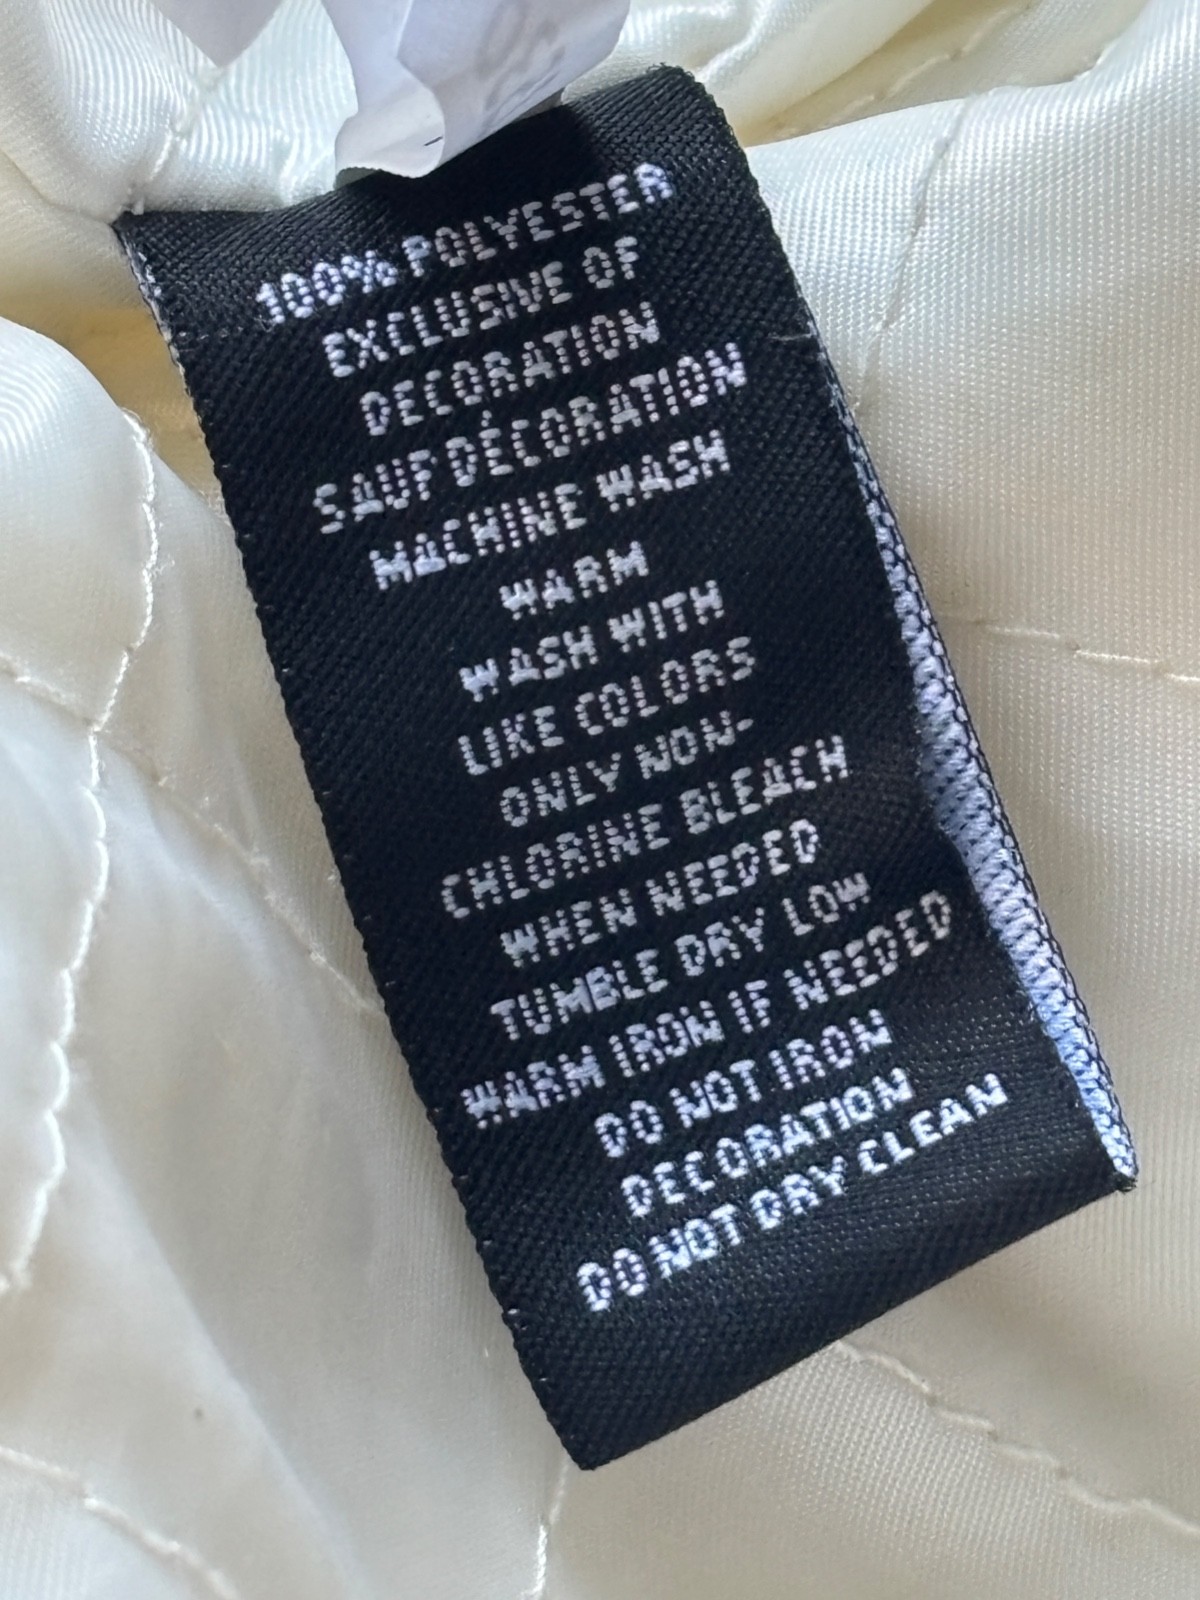 100% POLYESTER
EXCLUSIVE OF
DECORATION
SAUF DÉCORATION
MACHINE WASH
WARM
WASH WITH
LIKE COLORS
ONLY NON-
CHLORINE BLEACH
WHEN NEEDED
TUMBLE DRY LOW
WARM IRON IF NEEDED
DO NOT IRON
DECORATION
DO NOT DRY CLEAN